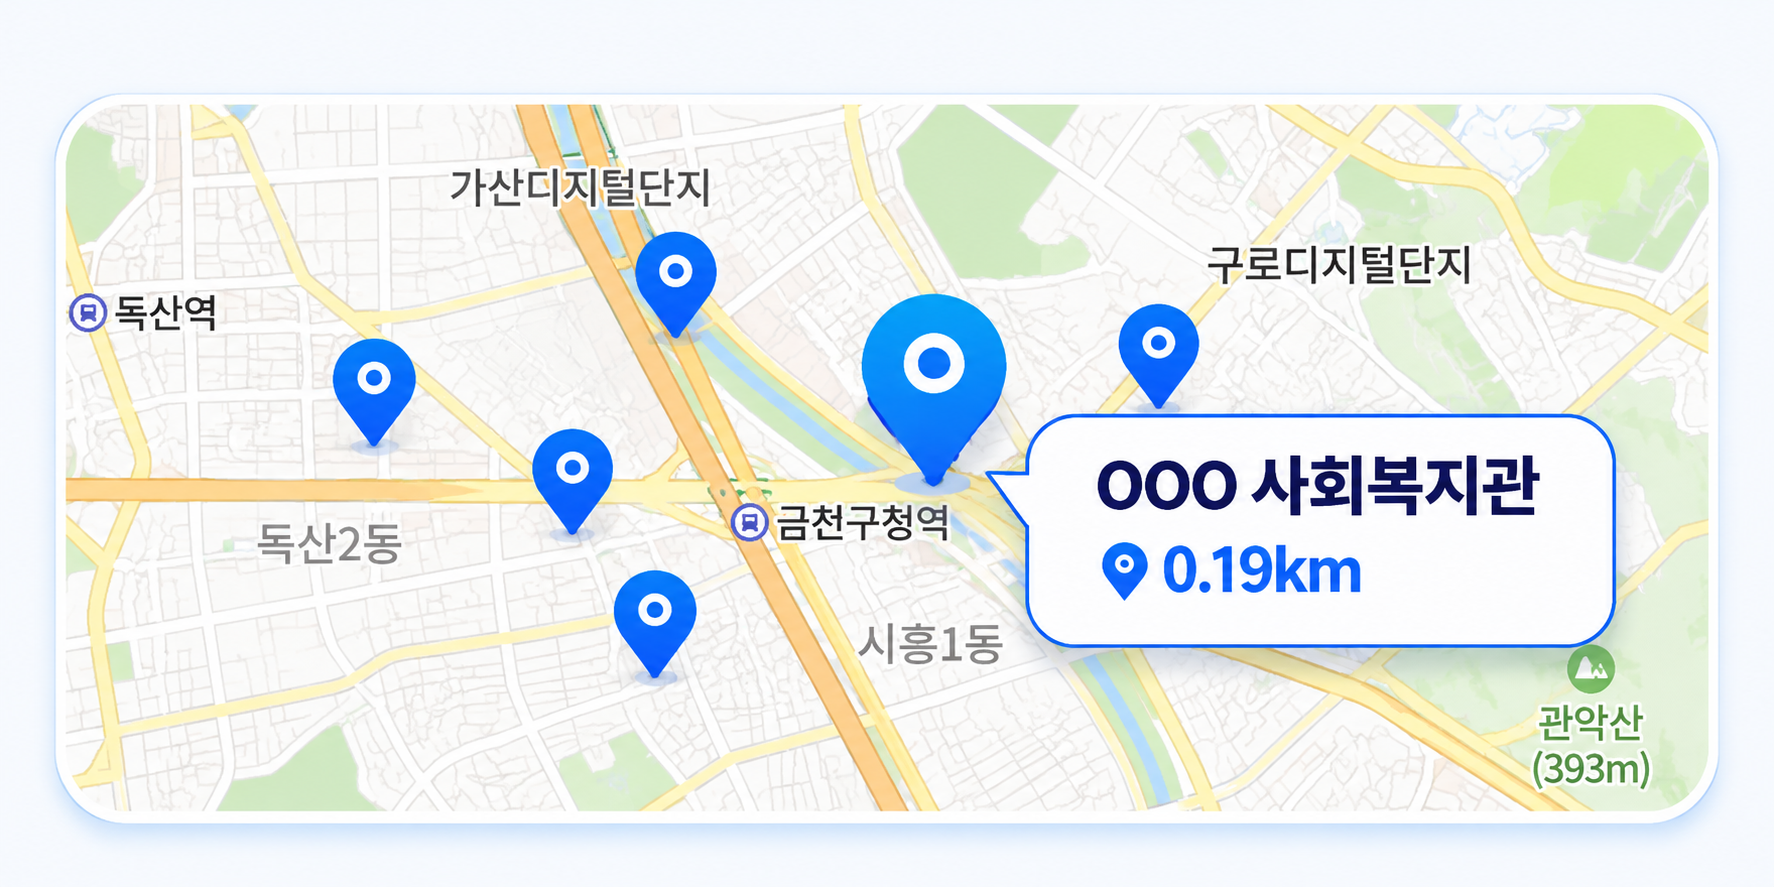 가산디지털단지
구로디지털단지
독산역
OOO 사회복지관
금천구청역
독산2동
0.19km
시흥1동
관악산
(393m)